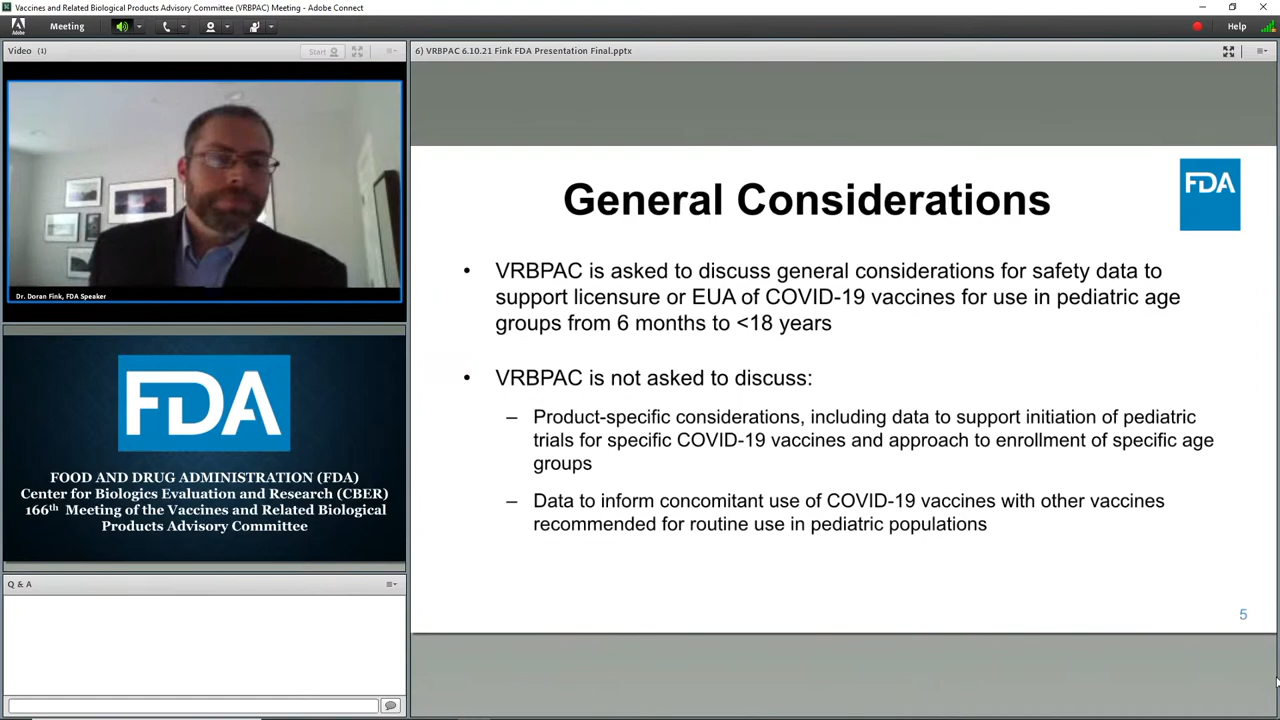 Vaccines and Related Biological Products Advisory Committee (VRBPAC) Meeting - Adobe Connect
Adobe
Meeting
Help
Video (1)
Start
Dr. Doran Fink, FDA Speaker
FDA
FOOD AND DRUG ADMINISTRATION (FDA)
Center for Biologics Evaluation and Research (CBER)
166th Meeting of the Vaccines and Related Biological
Products Advisory Committee
Q & A
6) VRBPAC 6.10.21 Fink FDA Presentation Final.pptx
General Considerations
FDA
• VRBPAC is asked to discuss general considerations for safety data to
support licensure or EUA of COVID-19 vaccines for use in pediatric age
groups from 6 months to <18 years
• VRBPAC is not asked to discuss:
– Product-specific considerations, including data to support initiation of pediatric
trials for specific COVID-19 vaccines and approach to enrollment of specific age
groups
– Data to inform concomitant use of COVID-19 vaccines with other vaccines
recommended for routine use in pediatric populations
5